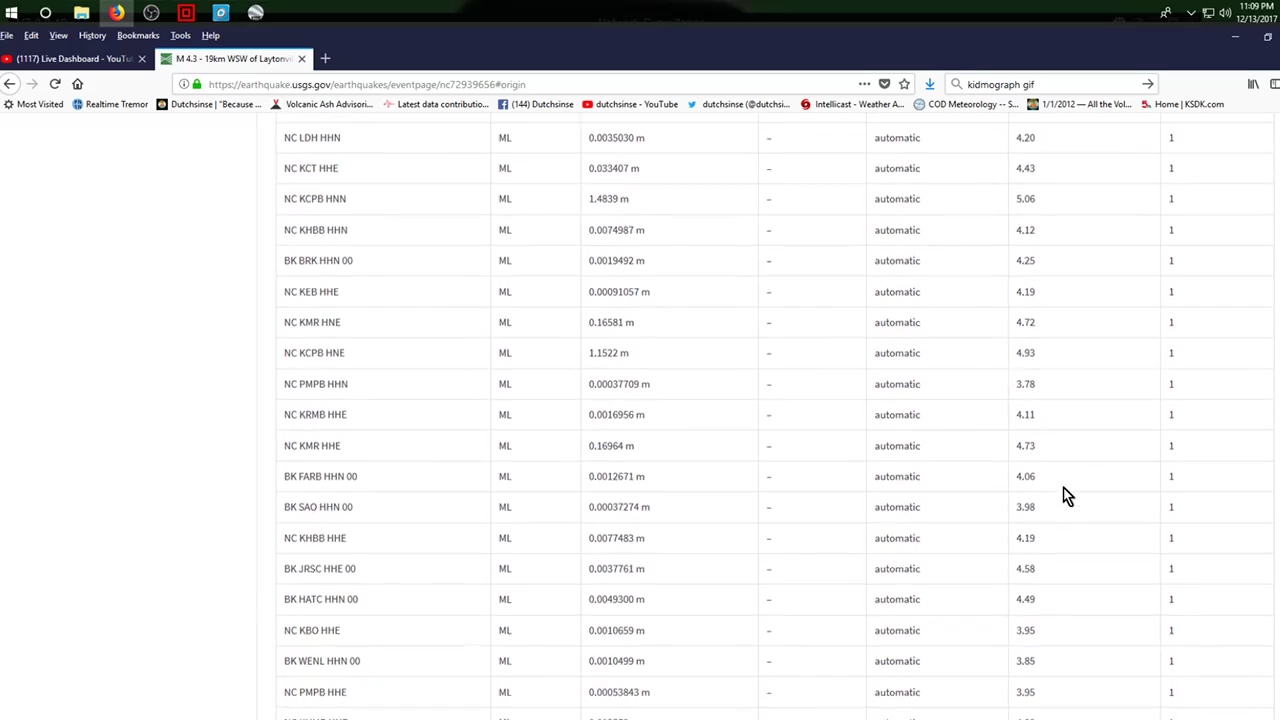 11:09 PM
12/13/2017
(1117) Live Dashboard - YouTu
M 4.3 - 19km WSW of Laytonvi
File Edit View History Bookmarks Tools Help
https://earthquake.usgs.gov/earthquakes/eventpage/nc72939656#origin
kidmograph gif
Most Visited Realtime Tremor Dutchsinse | "Because ... Volcanic Ash Advisori... Latest data contributio... (144) Dutchsinse dutchsinse - YouTube dutchsinse (@dutchsi... Intellicast - Weather A... COD Meteorology -- S... 1/1/2012 — All the Vol... Home | KSDK.com
NC LDH HHN ML 0.0035030 m – automatic 4.20 1
NC KCT HHE ML 0.033407 m – automatic 4.43 1
NC KCPB HNN ML 1.4839 m – automatic 5.06 1
NC KHBB HHN ML 0.0074987 m – automatic 4.12 1
BK BRK HHN 00 ML 0.0019492 m – automatic 4.25 1
NC KEB HHE ML 0.00091057 m – automatic 4.19 1
NC KMR HNE ML 0.16581 m – automatic 4.72 1
NC KCPB HNE ML 1.1522 m – automatic 4.93 1
NC PMPB HHN ML 0.00037709 m – automatic 3.78 1
NC KRMB HHE ML 0.0016956 m – automatic 4.11 1
NC KMR HHE ML 0.16964 m – automatic 4.73 1
BK FARB HHN 00 ML 0.0012671 m – automatic 4.06 1
BK SAO HHN 00 ML 0.00037274 m – automatic 3.98 1
NC KHBB HHE ML 0.0077483 m – automatic 4.19 1
BK JRSC HHE 00 ML 0.0037761 m – automatic 4.58 1
BK HATC HHN 00 ML 0.0049300 m – automatic 4.49 1
NC KBO HHE ML 0.0010659 m – automatic 3.95 1
BK WENL HHN 00 ML 0.0010499 m – automatic 3.85 1
NC PMPB HHE ML 0.00053843 m – automatic 3.95 1